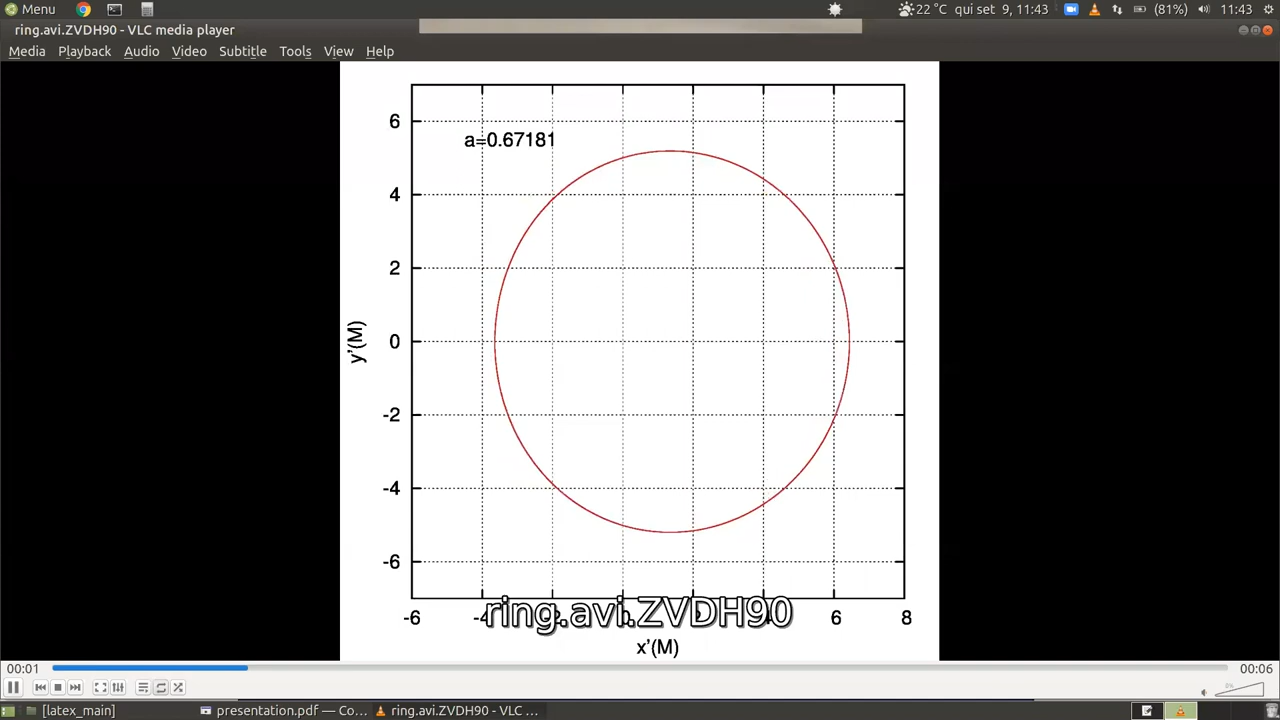 Menu
22 °C qui set 9, 11:43 (81%) 11:43
ring.avi.ZVDH90 - VLC media player
Media Playback Audio Video Subtitle Tools View Help
6
a=0.67181
4
2
y'(M)
0
-2
-4
-6
-6 8
6
ring.avi.ZVDH90
x'(M)
00:01 00:06
0%
[latex_main] presentation.pdf — Co... ring.avi.ZVDH90 - VLC ...